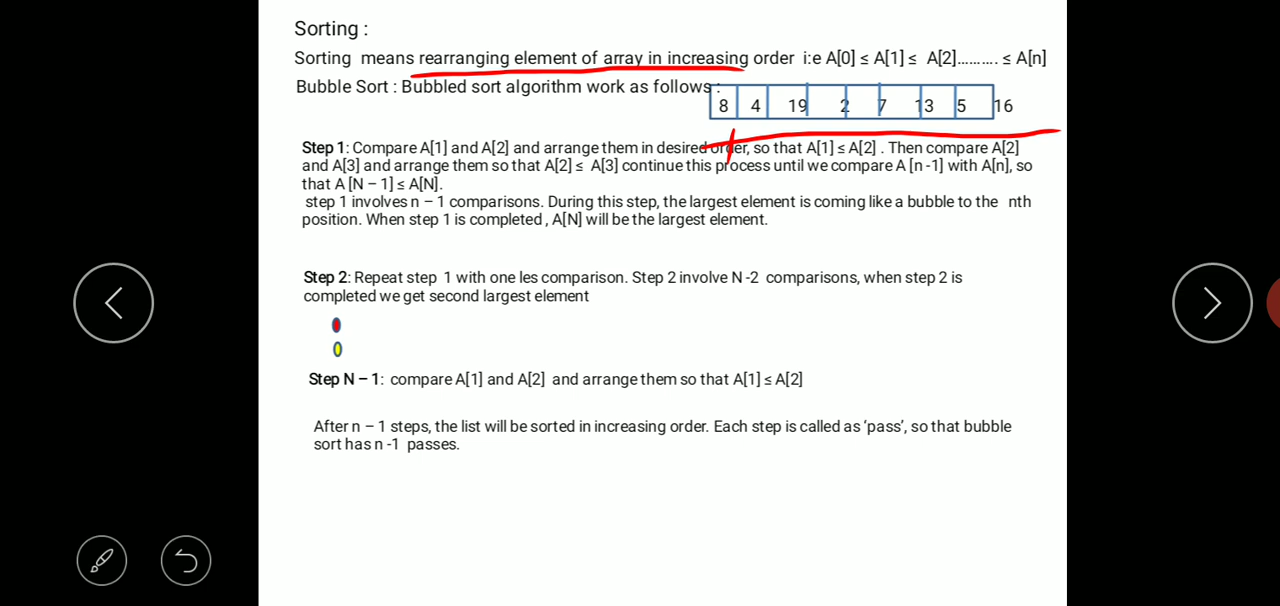 Sorting :
Sorting means rearranging element of array in increasing order i:e A[0] ≤ A[1] ≤ A[2].......... ≤ A[n]
Bubble Sort : Bubbled sort algorithm work as follows :
8 4 19 2 7 13 5 16
Step 1: Compare A[1] and A[2] and arrange them in desired order, so that A[1] ≤ A[2] . Then compare A[2]
and A[3] and arrange them so that A[2] ≤ A[3] continue this process until we compare A [n -1] with A[n], so
that A [N – 1] ≤ A[N].
step 1 involves n – 1 comparisons. During this step, the largest element is coming like a bubble to the nth
position. When step 1 is completed , A[N] will be the largest element.
Step 2: Repeat step 1 with one les comparison. Step 2 involve N -2 comparisons, when step 2 is
completed we get second largest element
Step N – 1: compare A[1] and A[2] and arrange them so that A[1] ≤ A[2]
After n – 1 steps, the list will be sorted in increasing order. Each step is called as ‘pass’, so that bubble
sort has n -1 passes.